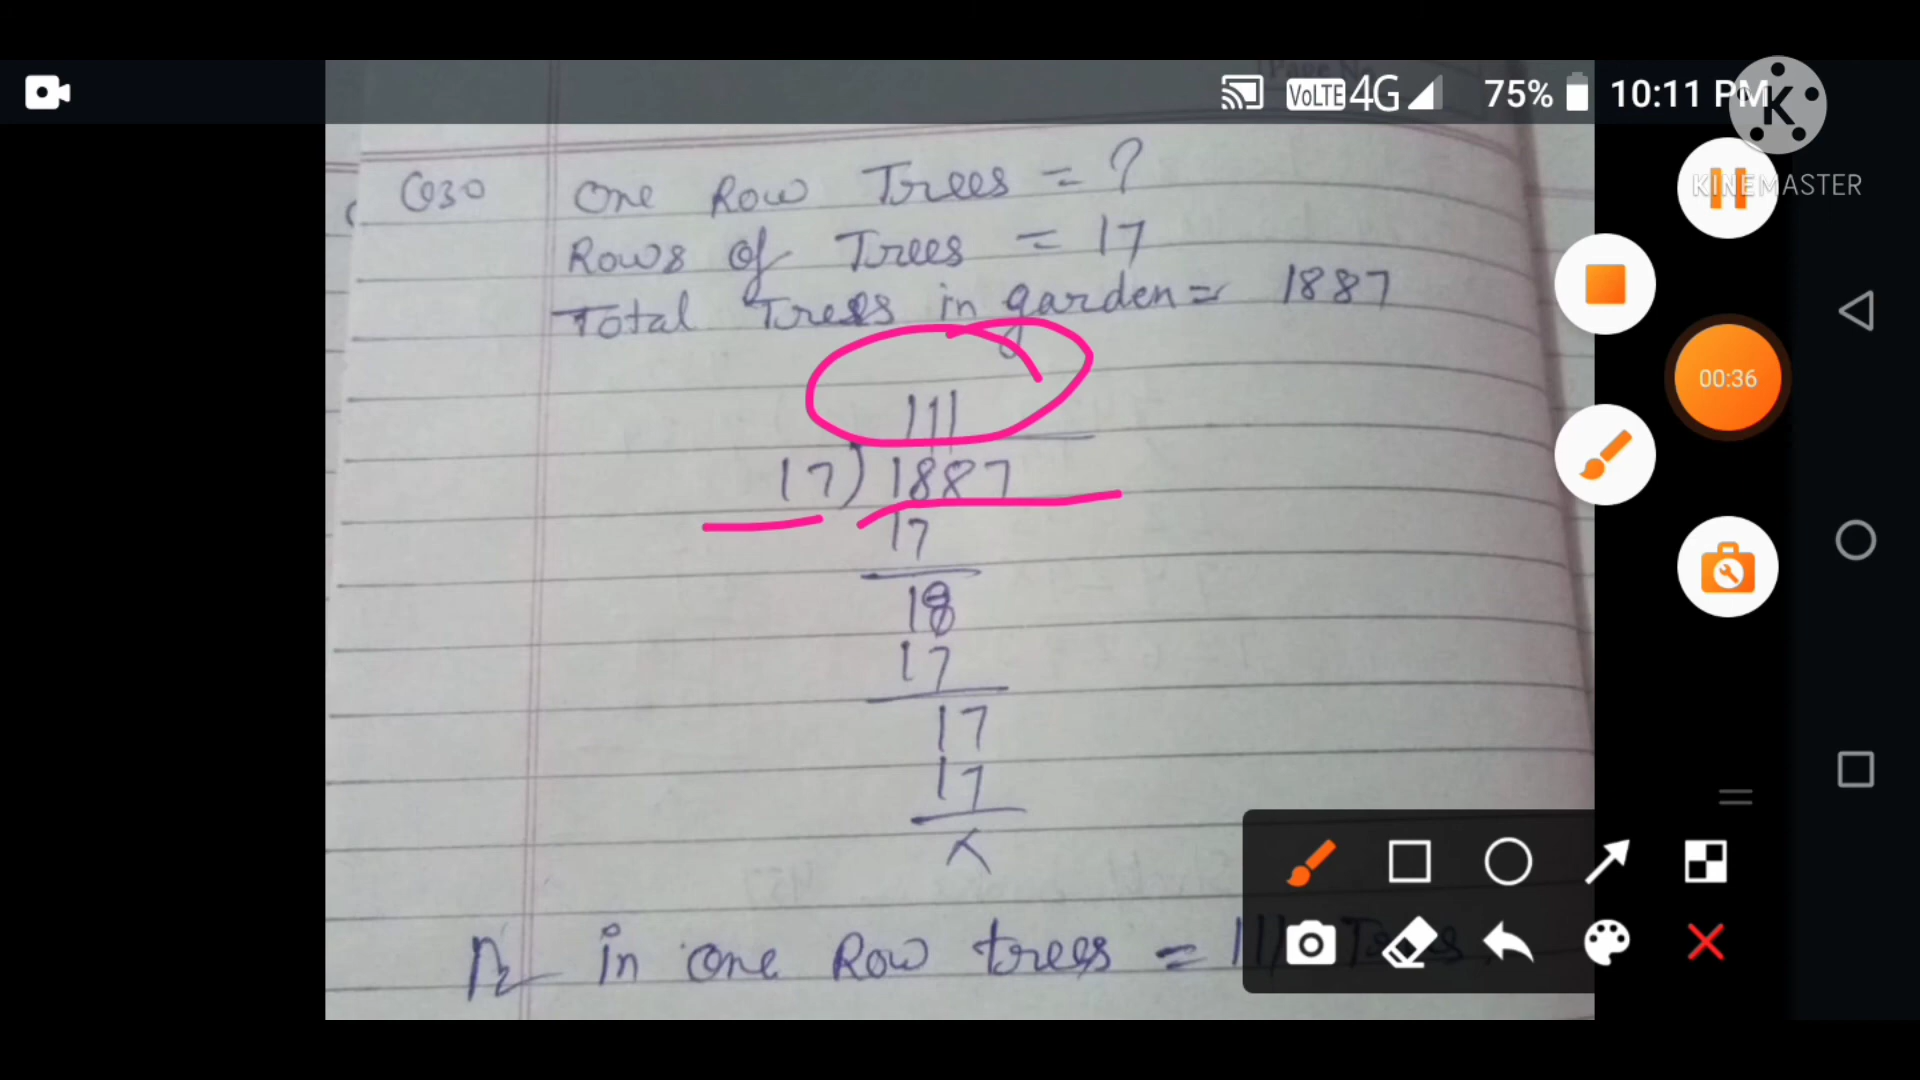 VoLTE 4G 75% 10:11 PM
K
KINEMASTER
Q30 One Row Trees = ?
Rows of Trees = 17
Total Trees in garden = 1887
00:36
111
17) 1887
17
18
17
17
17
×
in one Row trees = 111 Trees